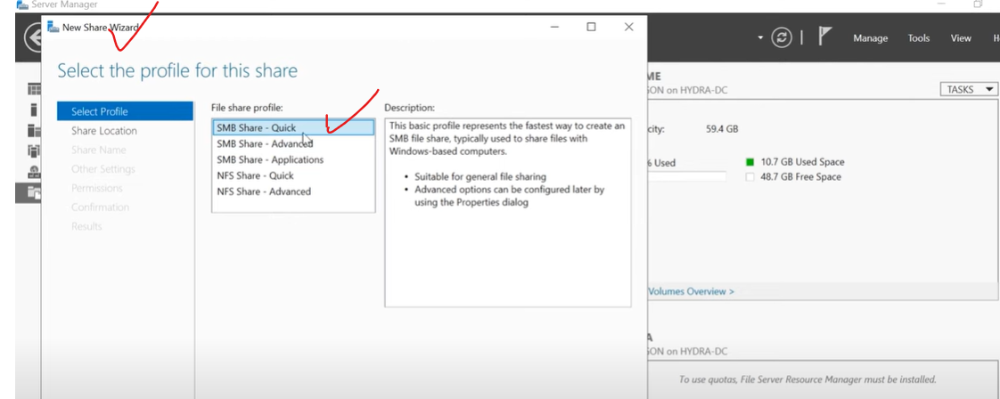 Server Manager
New Share Wizard
Manage Tools View H
Select the profile for this share
Select Profile
Share Location
Share Name
Other Settings
Permissions
Confirmation
Results
File share profile:
SMB Share - Quick
SMB Share - Advanced
SMB Share - Applications
NFS Share - Quick
NFS Share - Advanced
Description:
This basic profile represents the fastest way to create an
SMB file share, typically used to share files with
Windows-based computers.
• Suitable for general file sharing
• Advanced options can be configured later by
using the Properties dialog
ME
ON on HYDRA-DC
TASKS
city: 59.4 GB
% Used
10.7 GB Used Space
48.7 GB Free Space
Volumes Overview >
A
ON on HYDRA-DC
To use quotas, File Server Resource Manager must be installed.